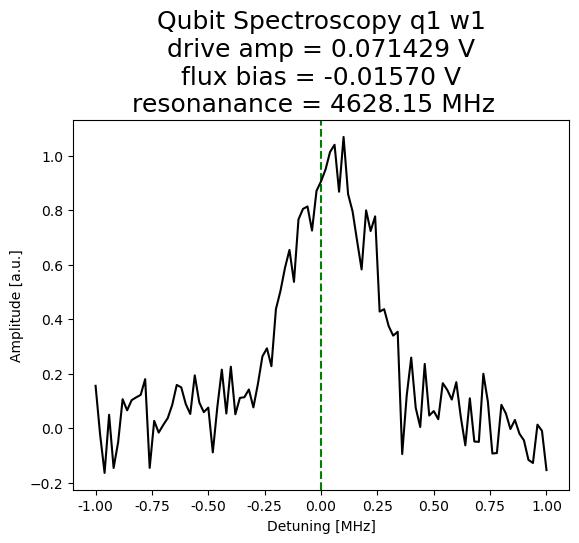 Qubit Spectroscopy q1 w1
drive amp = 0.071429 V
flux bias = -0.01570 V
resonanance = 4628.15 MHz
1.0
0.8
0.6
0.4
0.2
0.0
−0.2
Amplitude [a.u.]
-1.00 -0.75 -0.50 -0.25 0.00 0.25 0.50 0.75 1.00
Detuning [MHz]